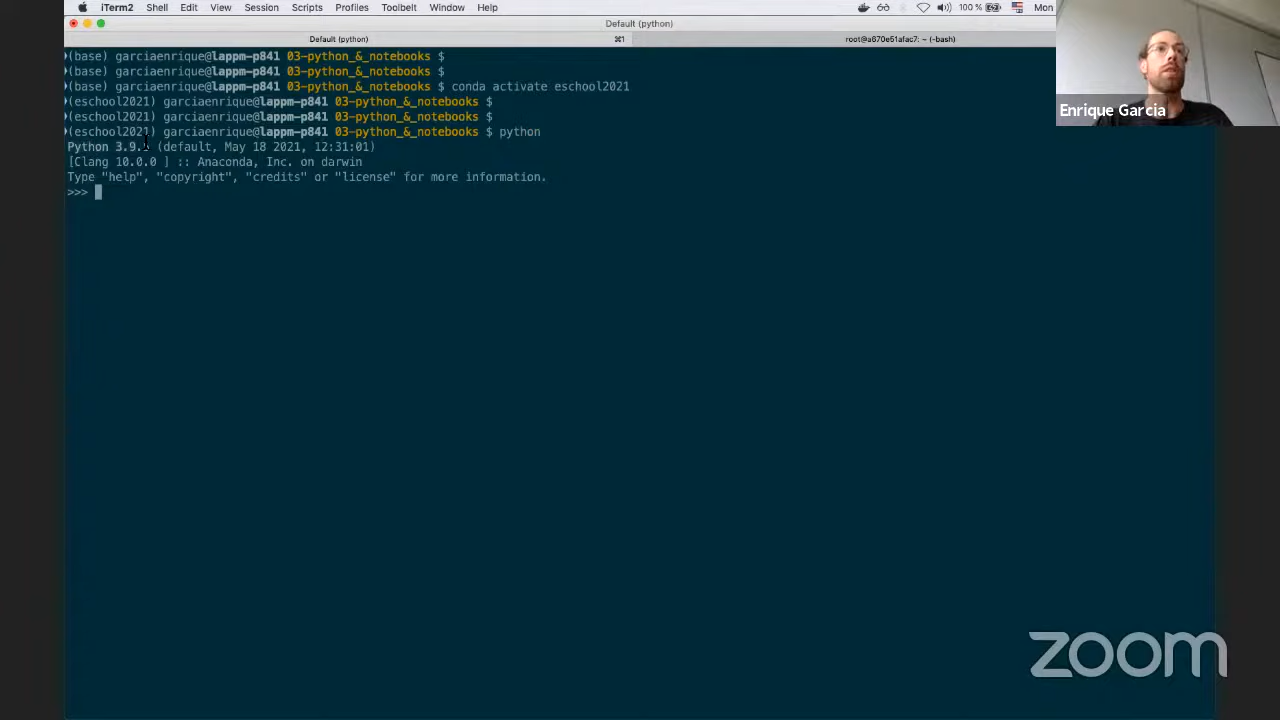 iTerm2 Shell Edit View Session Scripts Profiles Toolbelt Window Help 100 % Mon
Default (python)
Default (python) ⌘1 root@a670e51afac7: ~ (-bash)
(base) garciaenrique@lappm-p841 03-python_&_notebooks $
(base) garciaenrique@lappm-p841 03-python_&_notebooks $
(base) garciaenrique@lappm-p841 03-python_&_notebooks $ conda activate eschool2021
(eschool2021) garciaenrique@lappm-p841 03-python_&_notebooks $
(eschool2021) garciaenrique@lappm-p841 03-python_&_notebooks $
(eschool2021) garciaenrique@lappm-p841 03-python_&_notebooks $ python
Python (default, May 18 2021, 12:31:01)
[Clang 10.0.0 ] :: Anaconda, Inc. on darwin
Type "help", "copyright", "credits" or "license" for more information.
>>>
Enrique Garcia
zoom